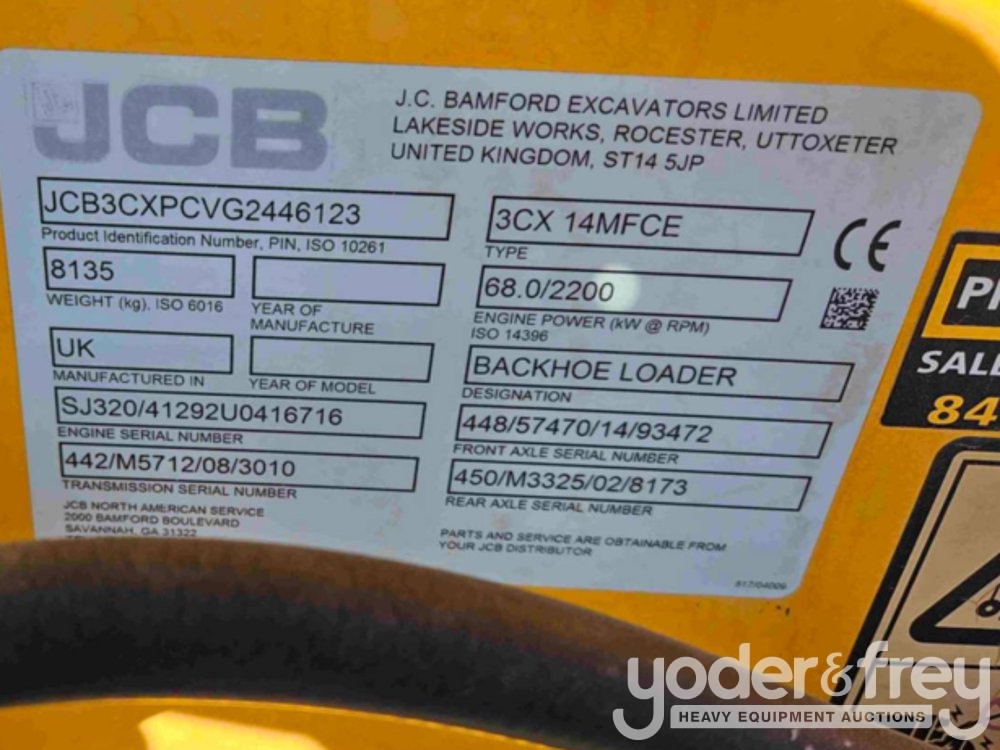 JCB
J.C. BAMFORD EXCAVATORS LIMITED
LAKESIDE WORKS, ROCESTER, UTTOXETER
UNITED KINGDOM, ST14 5JP
JCB3CXPCVG2446123
Product Identification Number, PIN, ISO 10261
8135
WEIGHT (kg), ISO 6016
YEAR OF
MANUFACTURE
UK
MANUFACTURED IN
YEAR OF MODEL
SJ320/41292U0416716
ENGINE SERIAL NUMBER
442/M5712/08/3010
TRANSMISSION SERIAL NUMBER
JCB NORTH AMERICAN SERVICE
2000 BAMFORD BOULEVARD
SAVANNAH, GA 31322
3CX 14MFCE
TYPE
CE
68.0/2200
ENGINE POWER (kW @ RPM)
ISO 14396
BACKHOE LOADER
DESIGNATION
448/57470/14/93472
FRONT AXLE SERIAL NUMBER
450/M3325/02/8173
REAR AXLE SERIAL NUMBER
PARTS AND SERVICE ARE OBTAINABLE FROM
YOUR JCB DISTRIBUTOR
817/04009
SALE
84
yoder&frey
HEAVY EQUIPMENT AUCTIONS